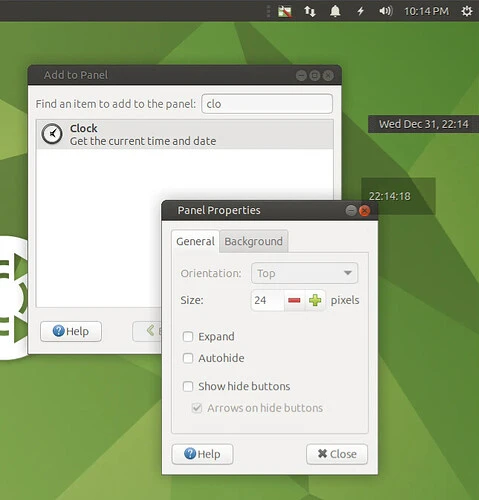 10:14 PM
Add to Panel
Find an item to add to the panel: clo
Clock
Get the current time and date
Wed Dec 31, 22:14
22:14:18
Panel Properties
General Background
Orientation: Top
Size: 24 pixels
Expand
Autohide
Show hide buttons
Arrows on hide buttons
Help
Help Close